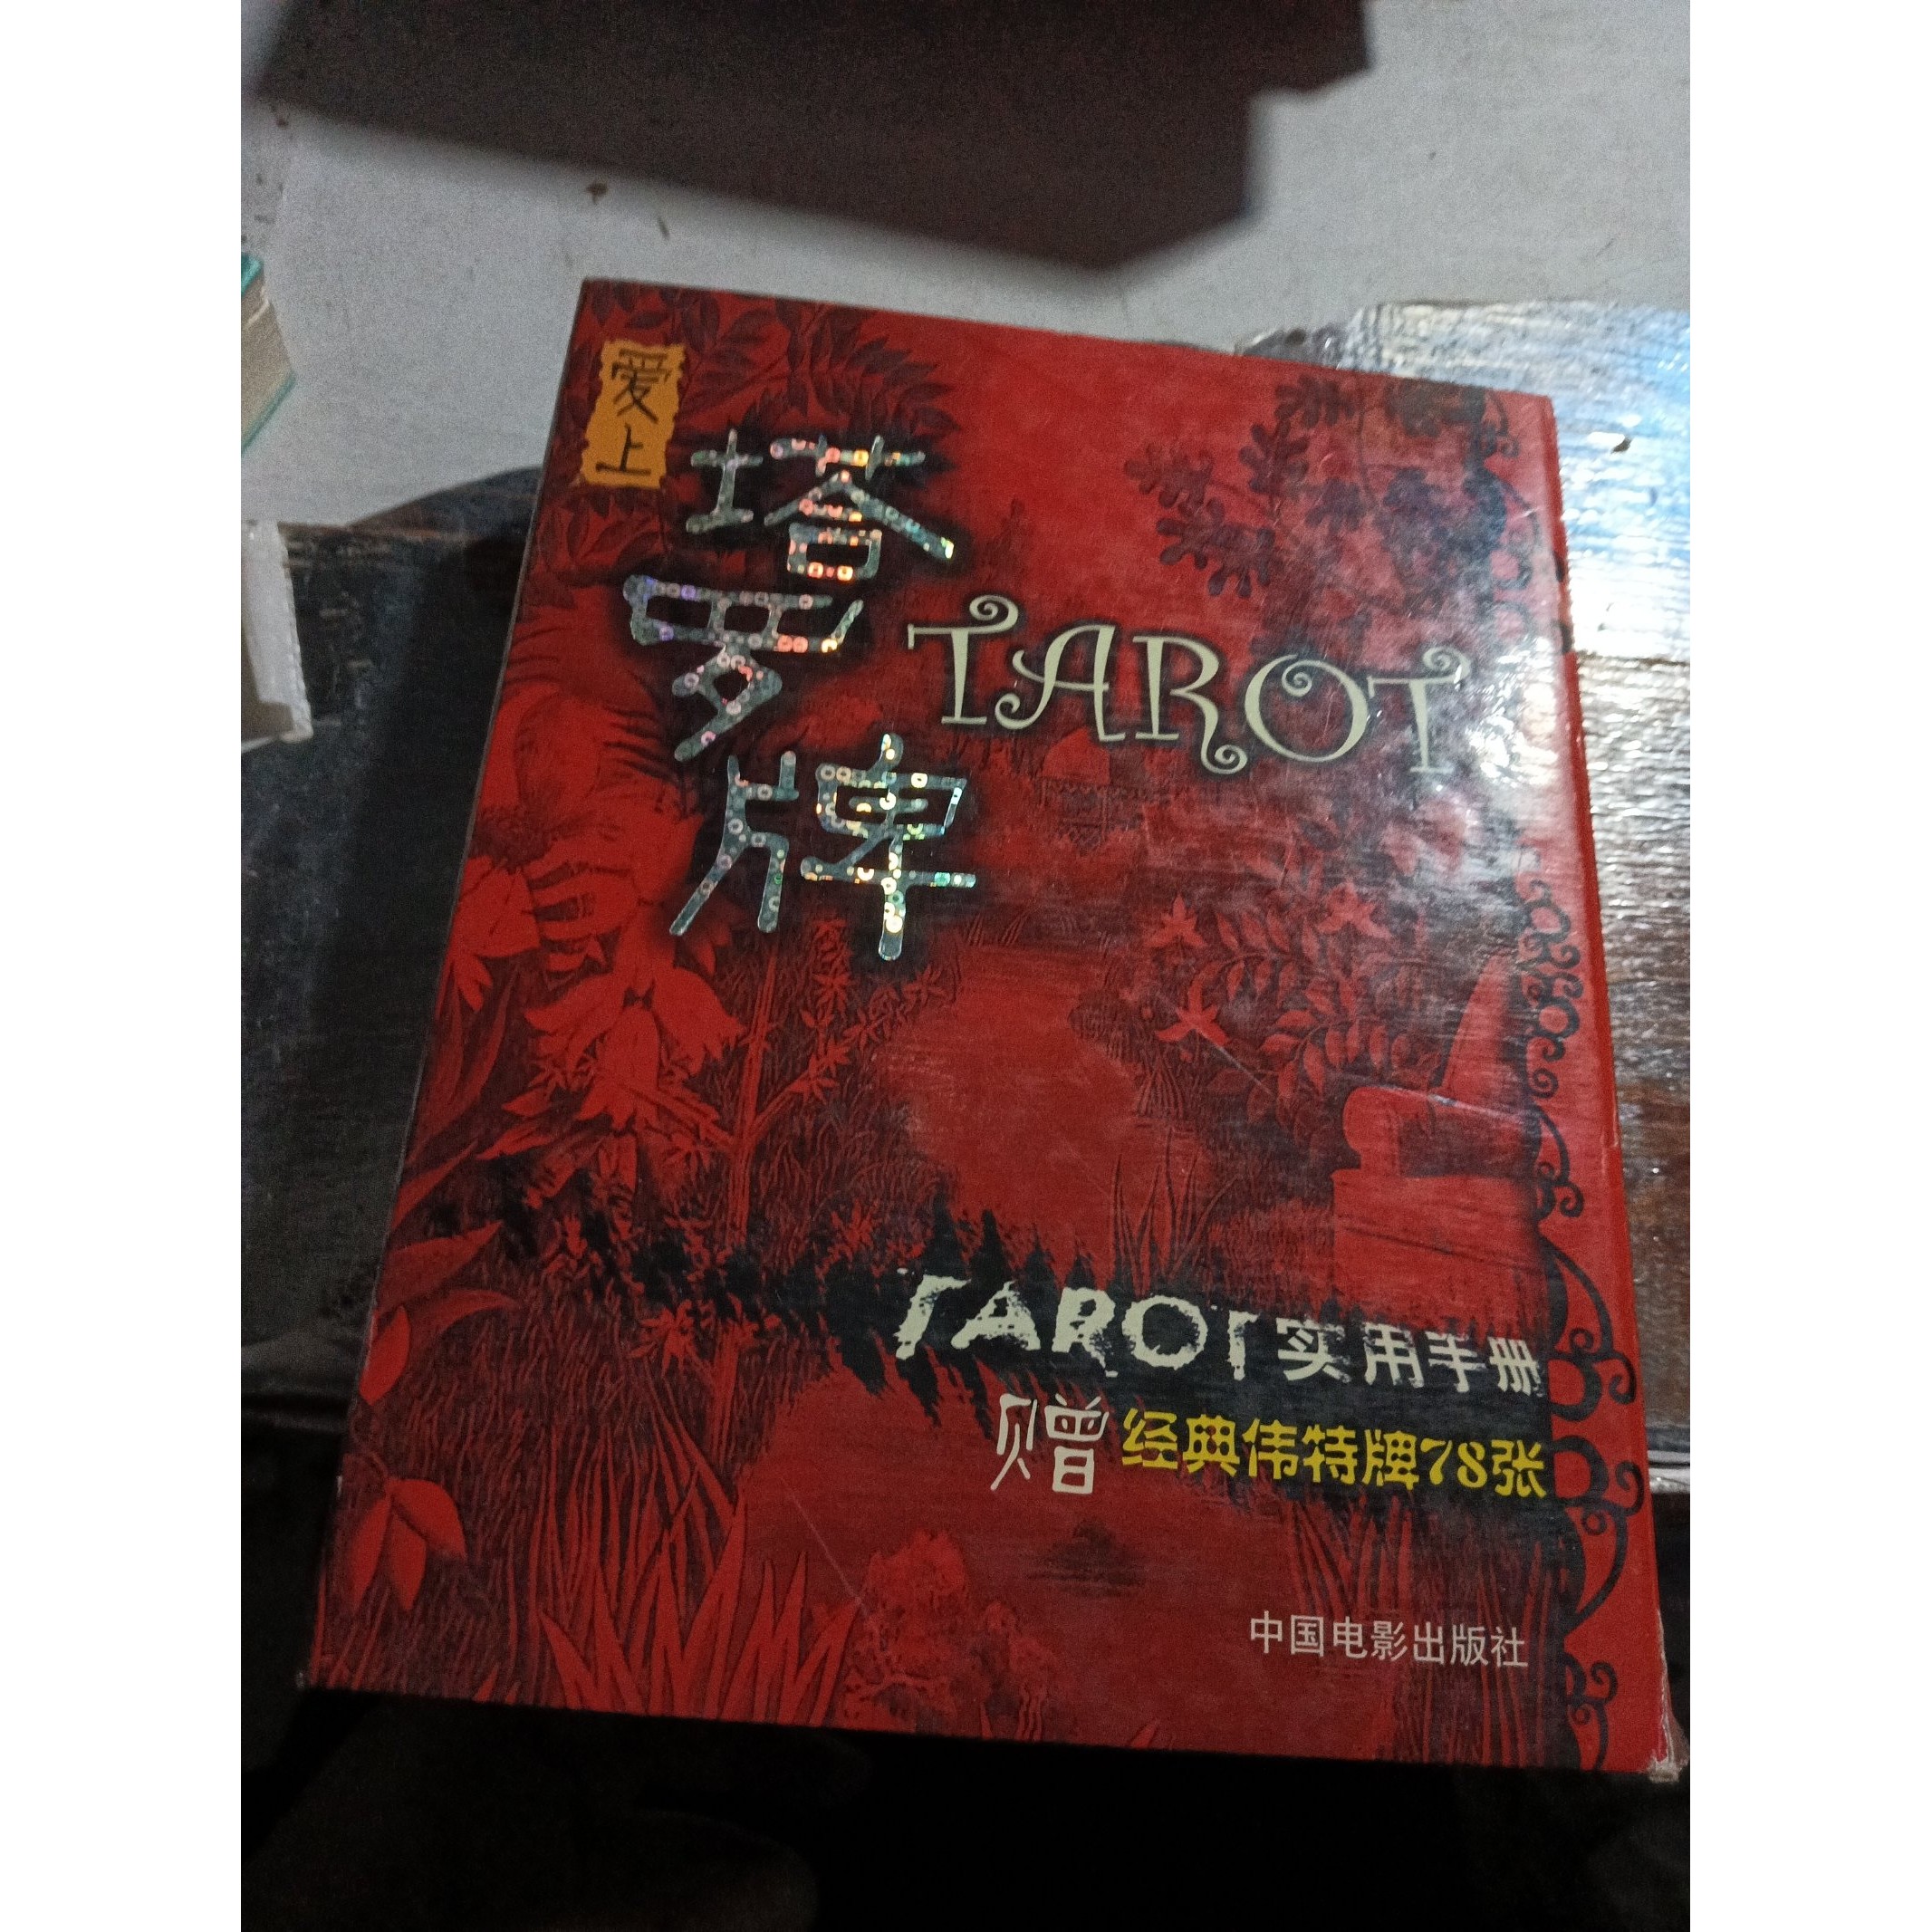 爱上
塔罗牌
TAROT
TAROT实用手册
赠 经典伟特牌78张
中国电影出版社